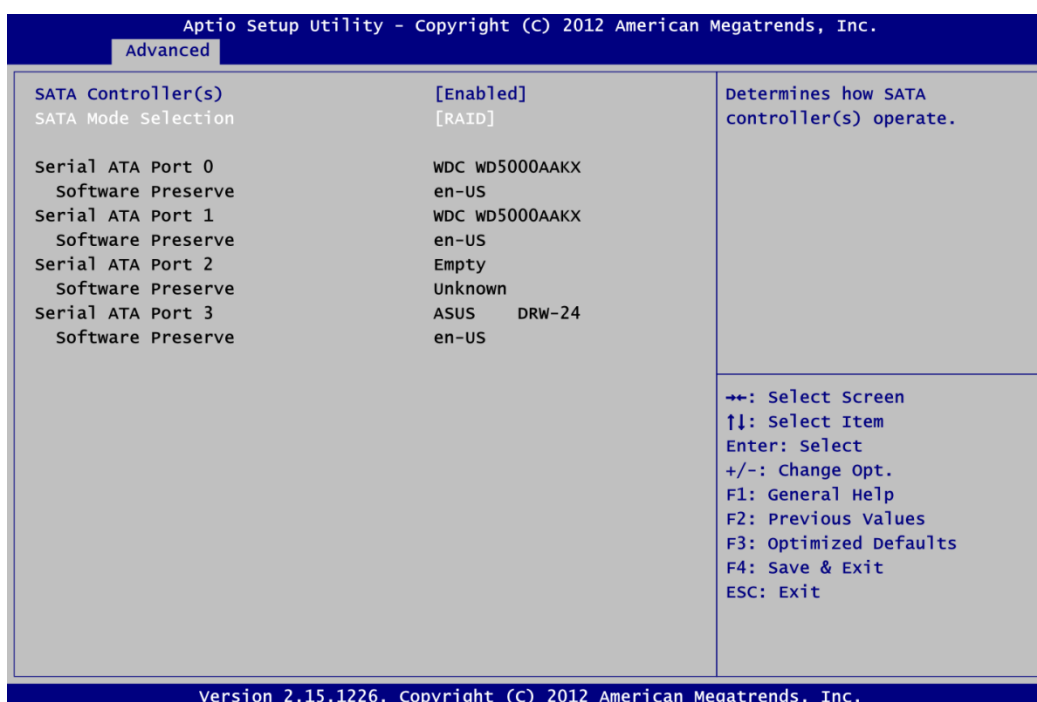 Aptio Setup Utility – Copyright (C) 2012 American Megatrends, Inc.
Advanced
SATA Controller(s) [Enabled]
SATA Mode Selection [RAID]
Serial ATA Port 0 WDC WD5000AAKX
Software Preserve en-US
Serial ATA Port 1 WDC WD5000AAKX
Software Preserve en-US
Serial ATA Port 2 Empty
Software Preserve Unknown
Serial ATA Port 3 ASUS DRW-24
Software Preserve en-US
Determines how SATA
controller(s) operate.
→←: Select Screen
↑↓: Select Item
Enter: Select
+/-: Change Opt.
F1: General Help
F2: Previous Values
F3: Optimized Defaults
F4: Save & Exit
ESC: Exit
Version 2.15.1226. Copyright (C) 2012 American Megatrends, Inc.